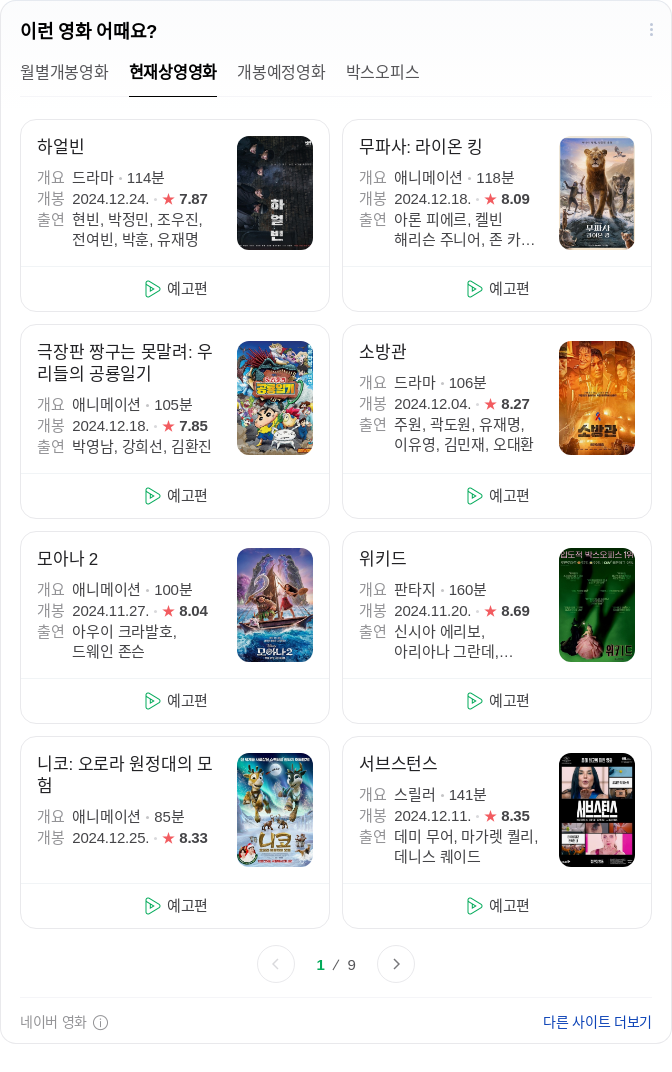 이런 영화 어때요?
월별개봉영화 현재상영영화 개봉예정영화 박스오피스
하얼빈
개요 드라마 · 114분
개봉 2024.12.24. · ★ 7.87
출연 현빈, 박정민, 조우진,
전여빈, 박훈, 유재명
하얼빈
예고편
무파사: 라이온 킹
개요 애니메이션 · 118분
개봉 2024.12.18. · ★ 8.09
출연 아론 피에르, 켈빈
해리슨 주니어, 존 카...
무파사
라이온 킹
예고편
극장판 짱구는 못말려: 우
리들의 공룡일기
개요 애니메이션 · 105분
개봉 2024.12.18. · ★ 7.85
출연 박영남, 강희선, 김환진
공룡일기
예고편
소방관
개요 드라마 · 106분
개봉 2024.12.04. · ★ 8.27
출연 주원, 곽도원, 유재명,
이유영, 김민재, 오대환
소방관
예고편
모아나 2
개요 애니메이션 · 100분
개봉 2024.11.27. · ★ 8.04
출연 아우이 크라발호,
드웨인 존슨
모아나2
예고편
위키드
개요 판타지 · 160분
개봉 2024.11.20. · ★ 8.69
출연 신시아 에리보,
아리아나 그란데,...
압도적 박스오피스 1위
위키드
예고편
니코: 오로라 원정대의 모
험
개요 애니메이션 · 85분
개봉 2024.12.25. · ★ 8.33
니코
예고편
서브스턴스
개요 스릴러 · 141분
개봉 2024.12.11. · ★ 8.35
출연 데미 무어, 마가렛 퀄리,
데니스 퀘이드
서브스턴스
예고편
1 / 9
네이버 영화
다른 사이트 더보기